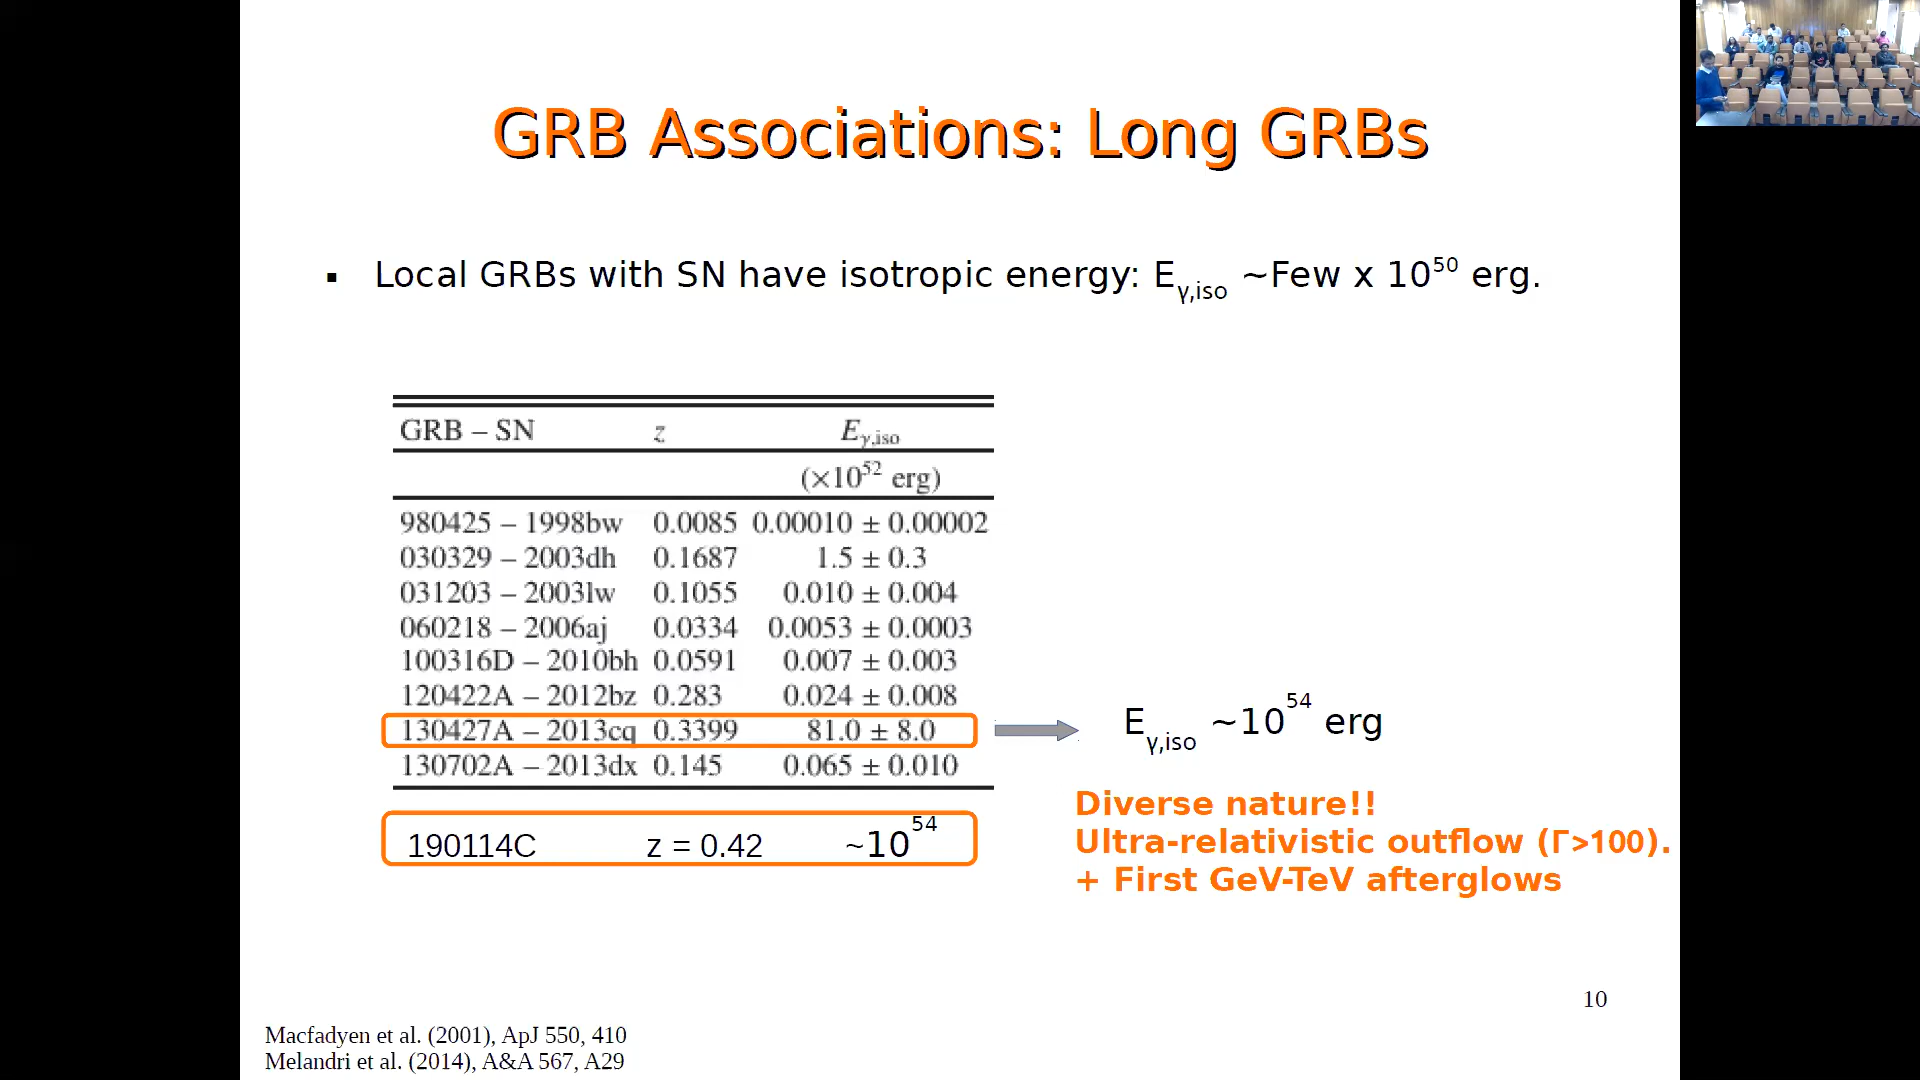 GRB Associations: Long GRBs
▪ Local GRBs with SN have isotropic energy: Eγ,iso ~Few x 10^50 erg.
GRB – SN z Eγ,iso
(×10^52 erg)
980425 – 1998bw 0.0085 0.00010 ± 0.00002
030329 – 2003dh 0.1687 1.5 ± 0.3
031203 – 2003lw 0.1055 0.010 ± 0.004
060218 – 2006aj 0.0334 0.0053 ± 0.0003
100316D – 2010bh 0.0591 0.007 ± 0.003
120422A – 2012bz 0.283 0.024 ± 0.008
130427A – 2013cq 0.3399 81.0 ± 8.0
130702A – 2013dx 0.145 0.065 ± 0.010
190114C z = 0.42 ~10^54
Eγ,iso ~10^54 erg
Diverse nature!!
Ultra-relativistic outflow (Γ>100).
+ First GeV-TeV afterglows
10
Macfadyen et al. (2001), ApJ 550, 410
Melandri et al. (2014), A&A 567, A29